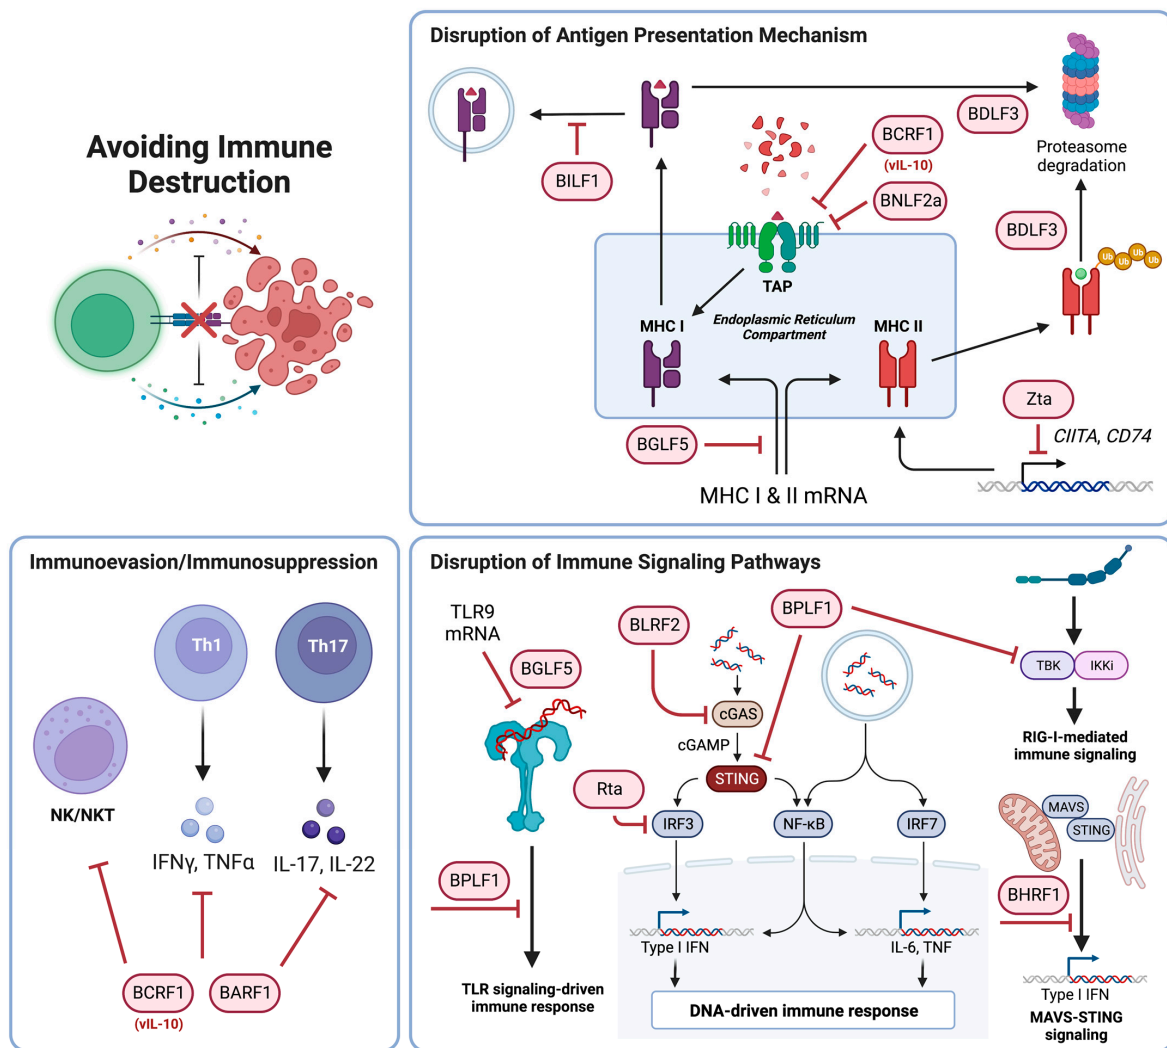 Avoiding Immune
Destruction
Disruption of Antigen Presentation Mechanism
BILF1
BCRF1
(vIL-10)
BNLF2a
BDLF3
Proteasome
degradation
BDLF3
Ub
Ub
Ub
Ub
TAP
MHC I
Endoplasmic Reticulum
Compartment
MHC II
BGLF5
MHC I & II mRNA
Zta
CIITA, CD74
Immunoevasion/Immunosuppression
Th1
Th17
NK/NKT
IFNγ, TNFα
IL-17, IL-22
BCRF1
(vIL-10)
BARF1
Disruption of Immune Signaling Pathways
TLR9
mRNA
BGLF5
BPLF1
TLR signaling-driven
immune response
BLRF2
BPLF1
cGAS
cGAMP
STING
Rta
IRF3
NF-κB
IRF7
Type I IFN
IL-6, TNF
DNA-driven immune response
TBK
IKKi
RIG-I-mediated
immune signaling
MAVS
STING
BHRF1
Type I IFN
MAVS-STING
signaling